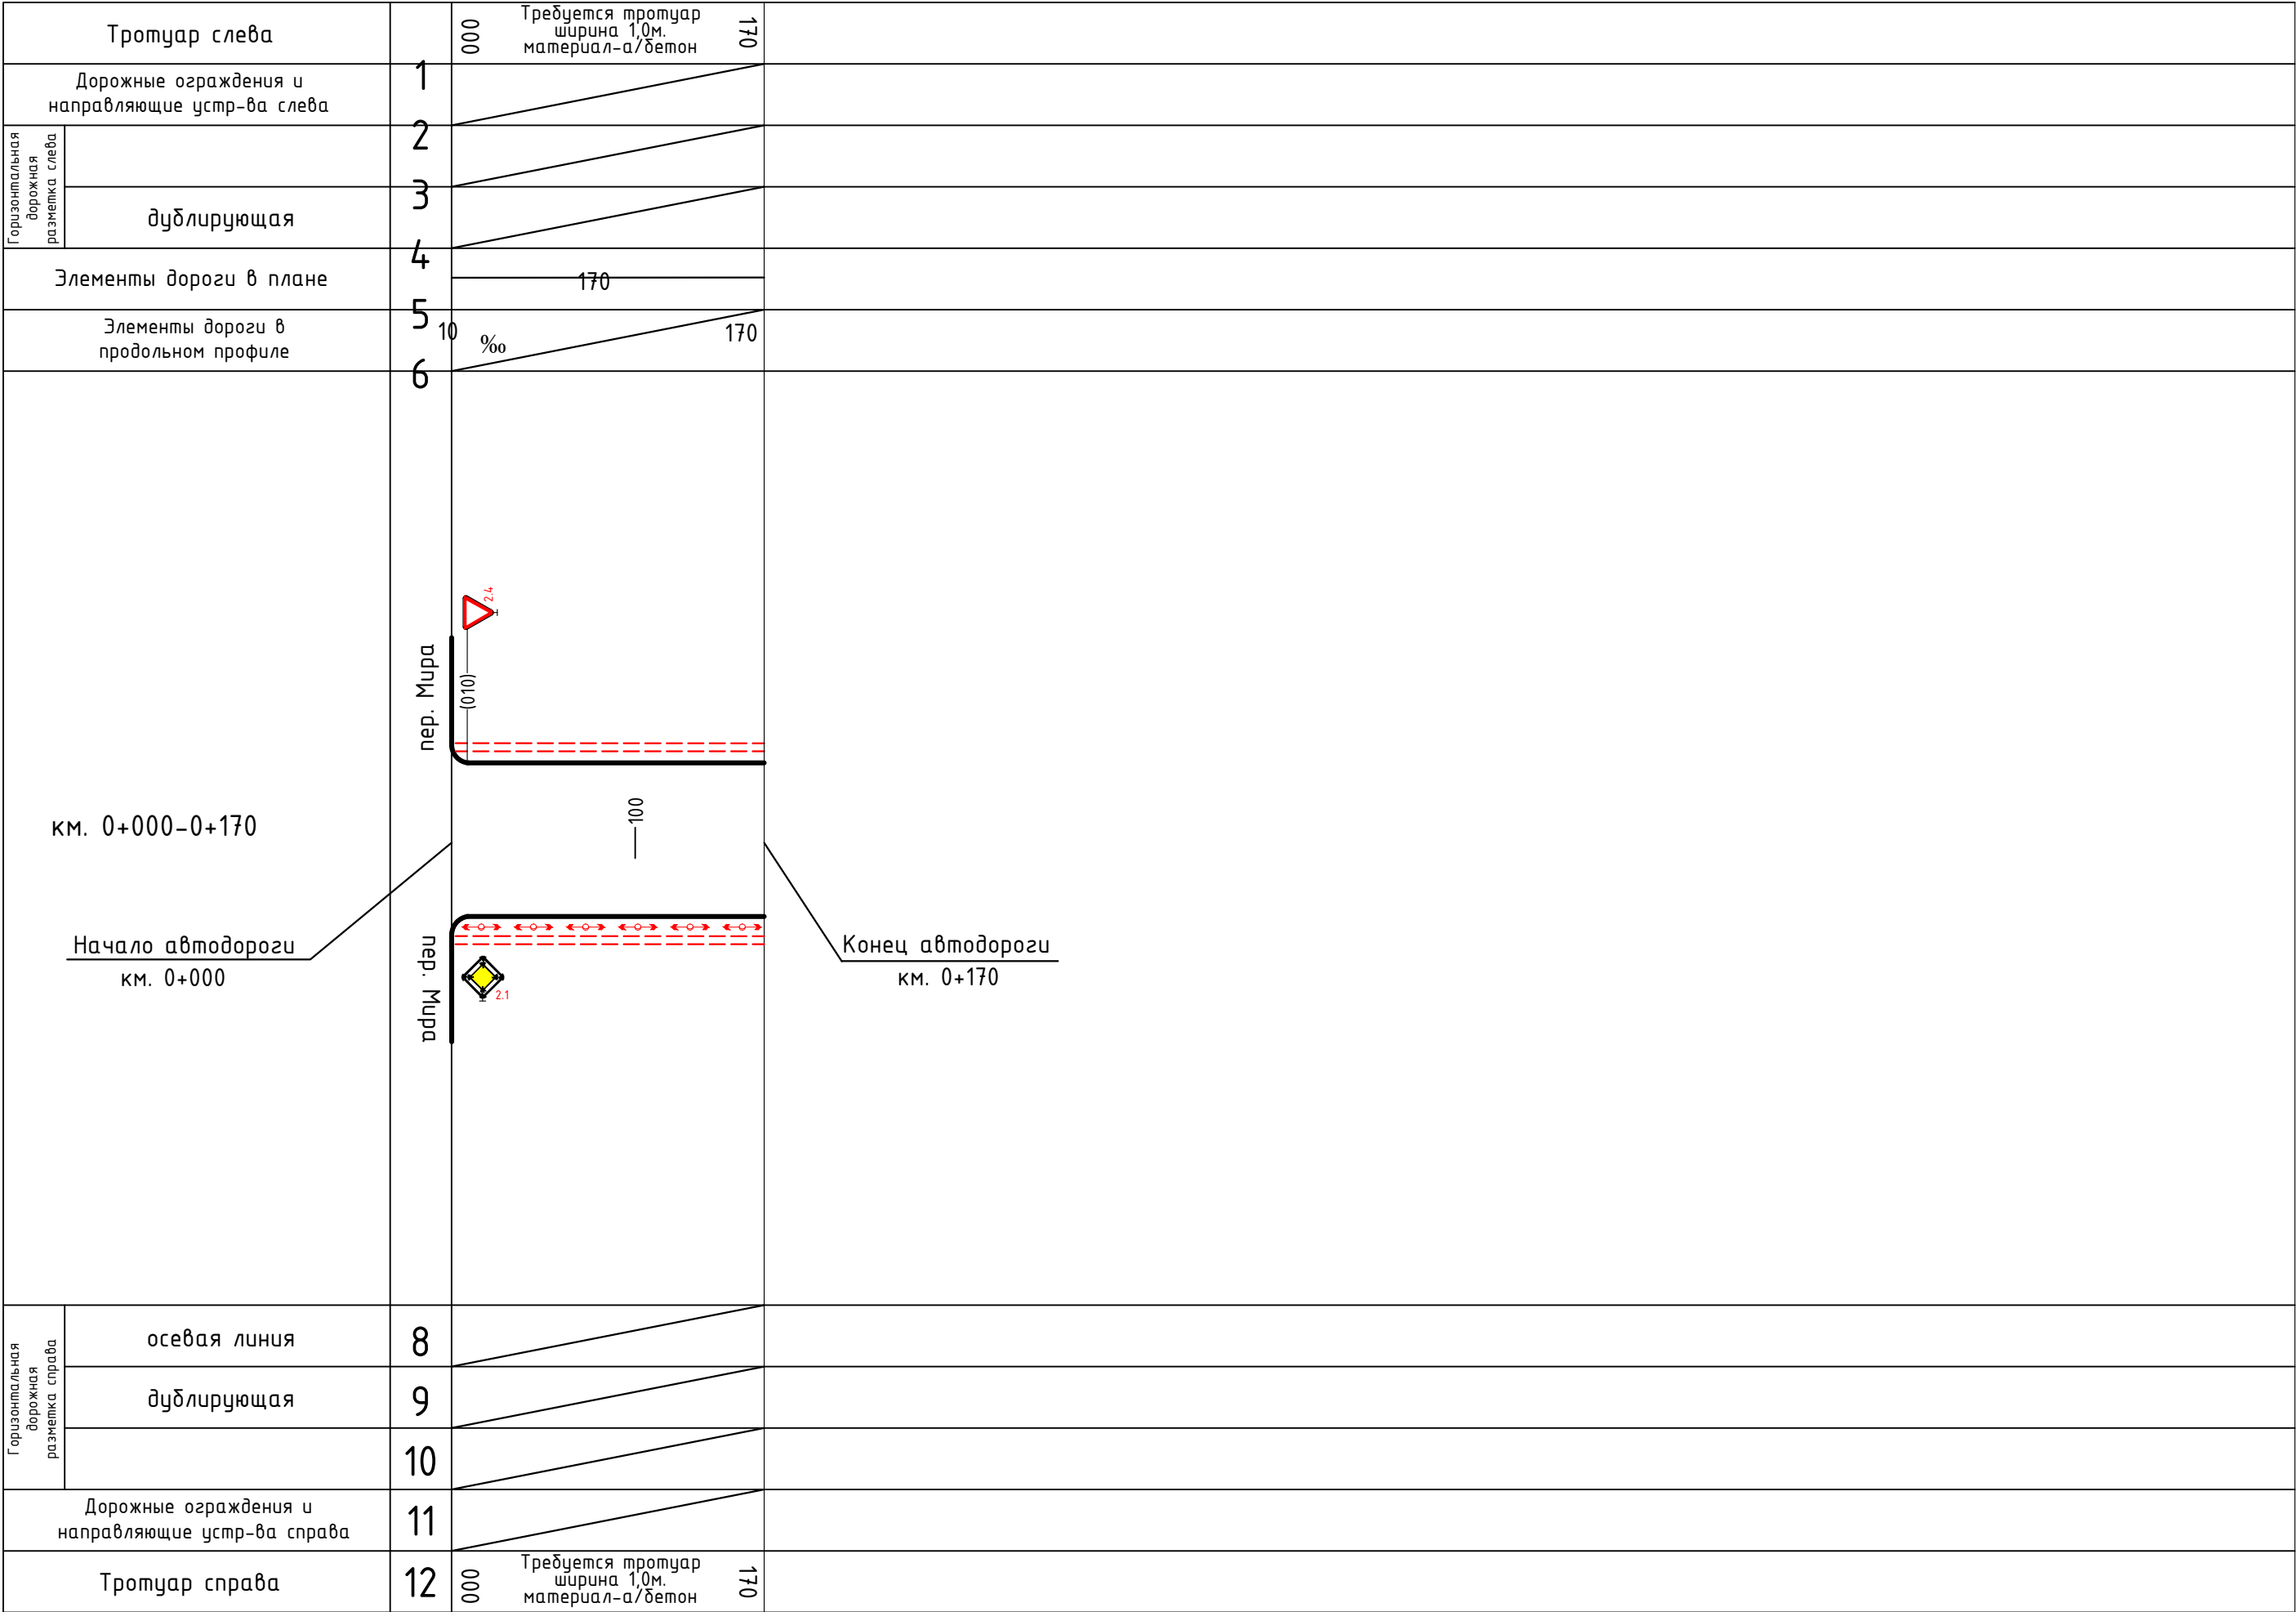 Тротуар слева
000
Требуется тротуар
ширина 1,0м.
материал-а/бетон
170
1
Дорожные ограждения и
направляющие устр-ва слева
2
Горизонтальная
дорожная
разметка слева
3
дублирующая
4
Элементы дороги в плане
170
5
Элементы дороги в
продольном профиле
10
‰
170
6
2.4
пер. Мира
(010)
100
км. 0+000-0+170
Начало автодороги
км. 0+000
пер. Мира
2.1
Конец автодороги
км. 0+170
Горизонтальная
дорожная
разметка справа
осевая линия
8
дублирующая
9
10
Дорожные ограждения и
направляющие устр-ва справа
11
Тротуар справа
12
000
Требуется тротуар
ширина 1,0м.
материал-а/бетон
170